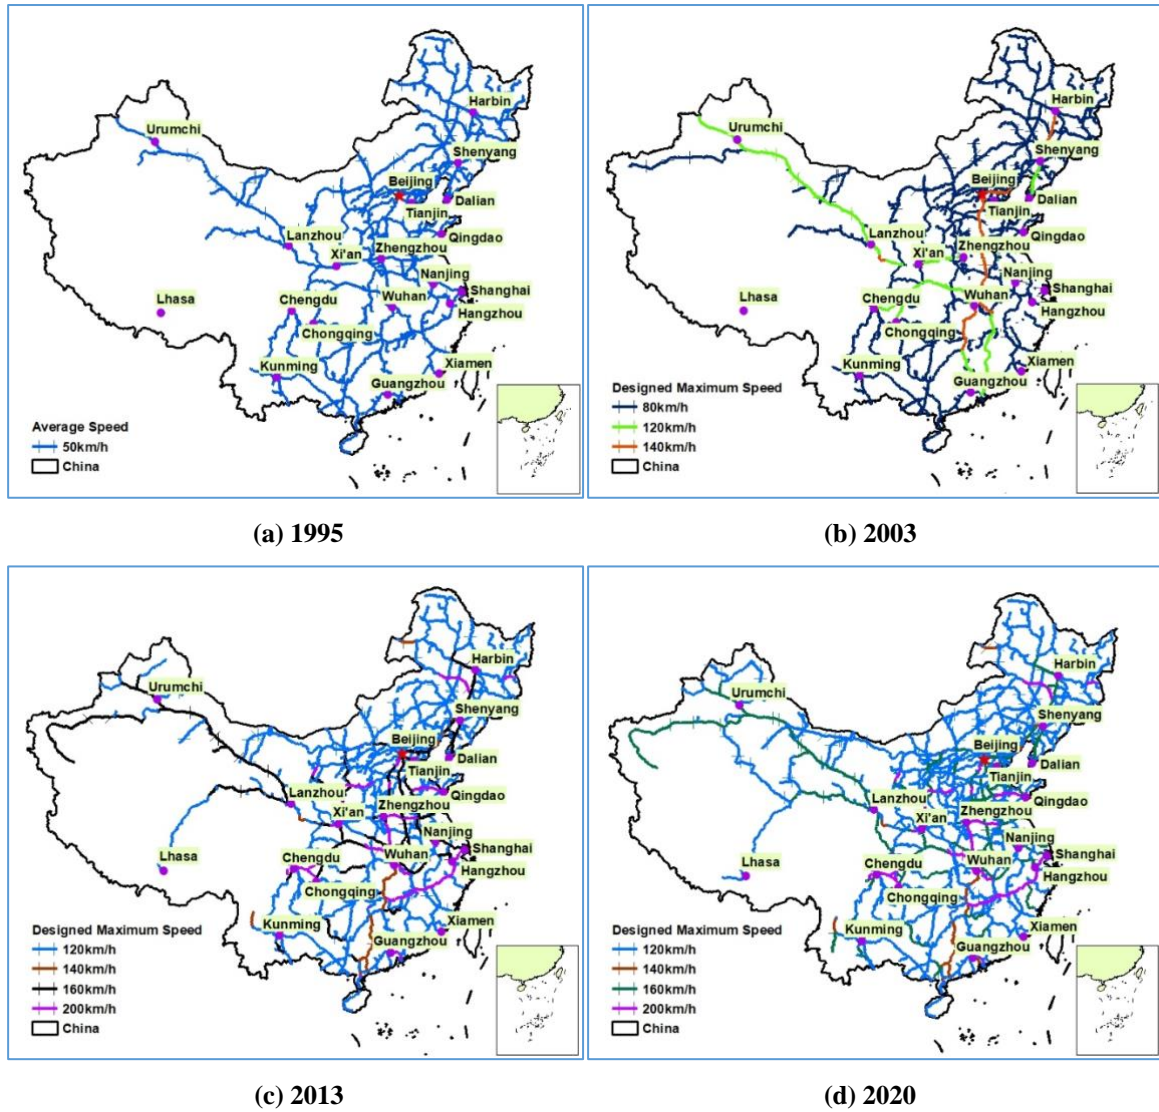 Harbin
Urumchi
Shenyang
Beijing
Dalian
Tianjin
Qingdao
Lanzhou
Zhengzhou
Xi'an
Nanjing
Shanghai
Lhasa
Chengdu
Wuhan
Hangzhou
Chongqing
Kunming
Xiamen
Guangzhou
Average Speed
50km/h
China
(a) 1995
Harbin
Urumchi
Shenyang
Beijing
Dalian
Tianjin
Qingdao
Lanzhou
Zhengzhou
Xi'an
Nanjing
Shanghai
Lhasa
Chengdu
Wuhan
Hangzhou
Chongqing
Kunming
Xiamen
Guangzhou
Designed Maximum Speed
80km/h
120km/h
140km/h
China
(b) 2003
Harbin
Urumchi
Shenyang
Beijing
Dalian
Tianjin
Qingdao
Lanzhou
Zhengzhou
Xi'an
Nanjing
Shanghai
Lhasa
Chengdu
Wuhan
Hangzhou
Chongqing
Kunming
Xiamen
Guangzhou
Designed Maximum Speed
120km/h
140km/h
160km/h
200km/h
China
(c) 2013
Harbin
Urumchi
Shenyang
Beijing
Dalian
Tianjin
Qingdao
Lanzhou
Zhengzhou
Xi'an
Nanjing
Shanghai
Lhasa
Chengdu
Wuhan
Hangzhou
Chongqing
Kunming
Xiamen
Guangzhou
Designed Maximum Speed
120km/h
140km/h
160km/h
200km/h
China
(d) 2020